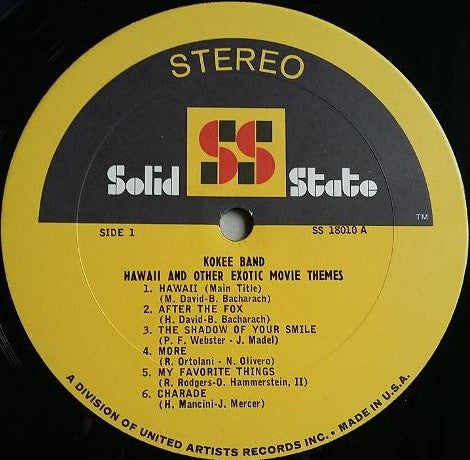 STEREO
SS
Solid State
TM
SIDE 1 SS 18010 A
KOKEE BAND
HAWAII AND OTHER EXOTIC MOVIE THEMES
1. HAWAII (Main Title)
(M. David-B. Bacharach)
2. AFTER THE FOX
(H. David-B. Bacharach)
3. THE SHADOW OF YOUR SMILE
(P. F. Webster - J. Madel)
4. MORE
(R. Ortolani - N. Olivero)
5. MY FAVORITE THINGS
(R. Rodgers-O. Hammerstein, II)
6. CHARADE
(H. Mancini-J. Mercer)
A DIVISION OF UNITED ARTISTS RECORDS INC. • MADE IN U.S.A.